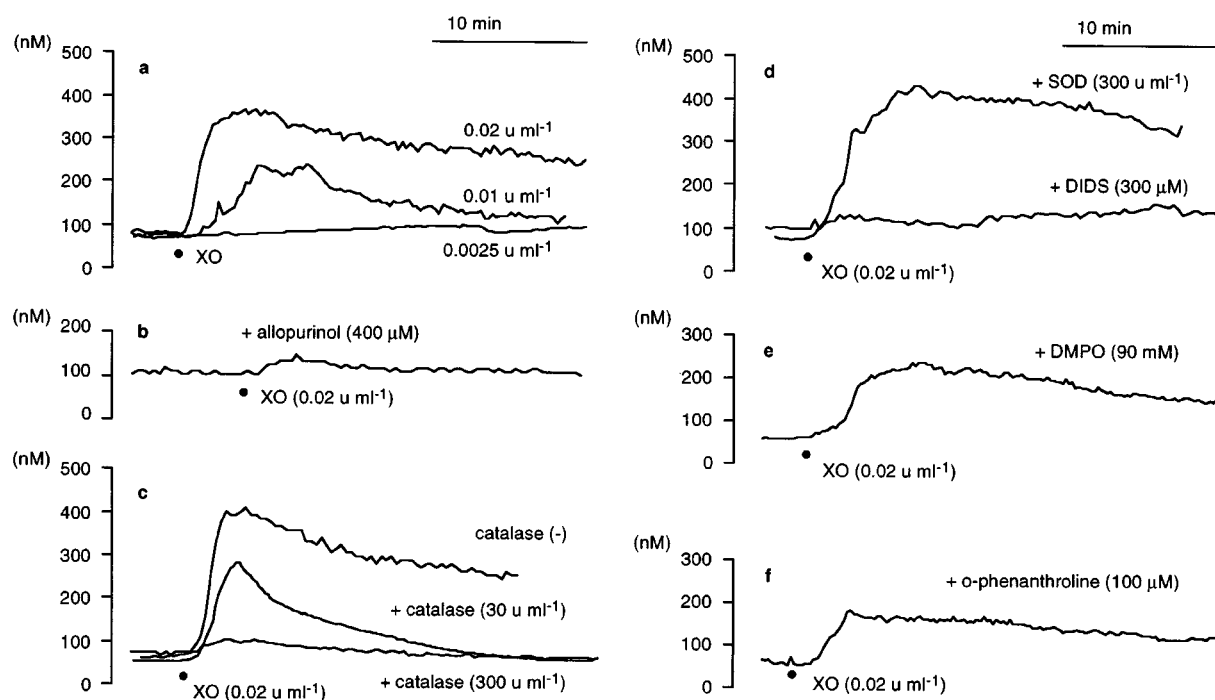 10 min
(nM)
500
400
300
200
100
0
a
0.02 u ml-1
0.01 u ml-1
0.0025 u ml-1
XO
(nM)
200
100
0
b
+ allopurinol (400 μM)
XO (0.02 u ml-1)
(nM)
500
400
300
200
100
0
c
catalase (-)
+ catalase (30 u ml-1)
+ catalase (300 u ml-1)
XO (0.02 u ml-1)
10 min
(nM)
500
400
300
200
100
0
d
+ SOD (300 u ml-1)
+ DIDS (300 μM)
XO (0.02 u ml-1)
(nM)
300
200
100
0
e
+ DMPO (90 mM)
XO (0.02 u ml-1)
(nM)
300
200
100
0
f
+ o-phenanthroline (100 μM)
XO (0.02 u ml-1)